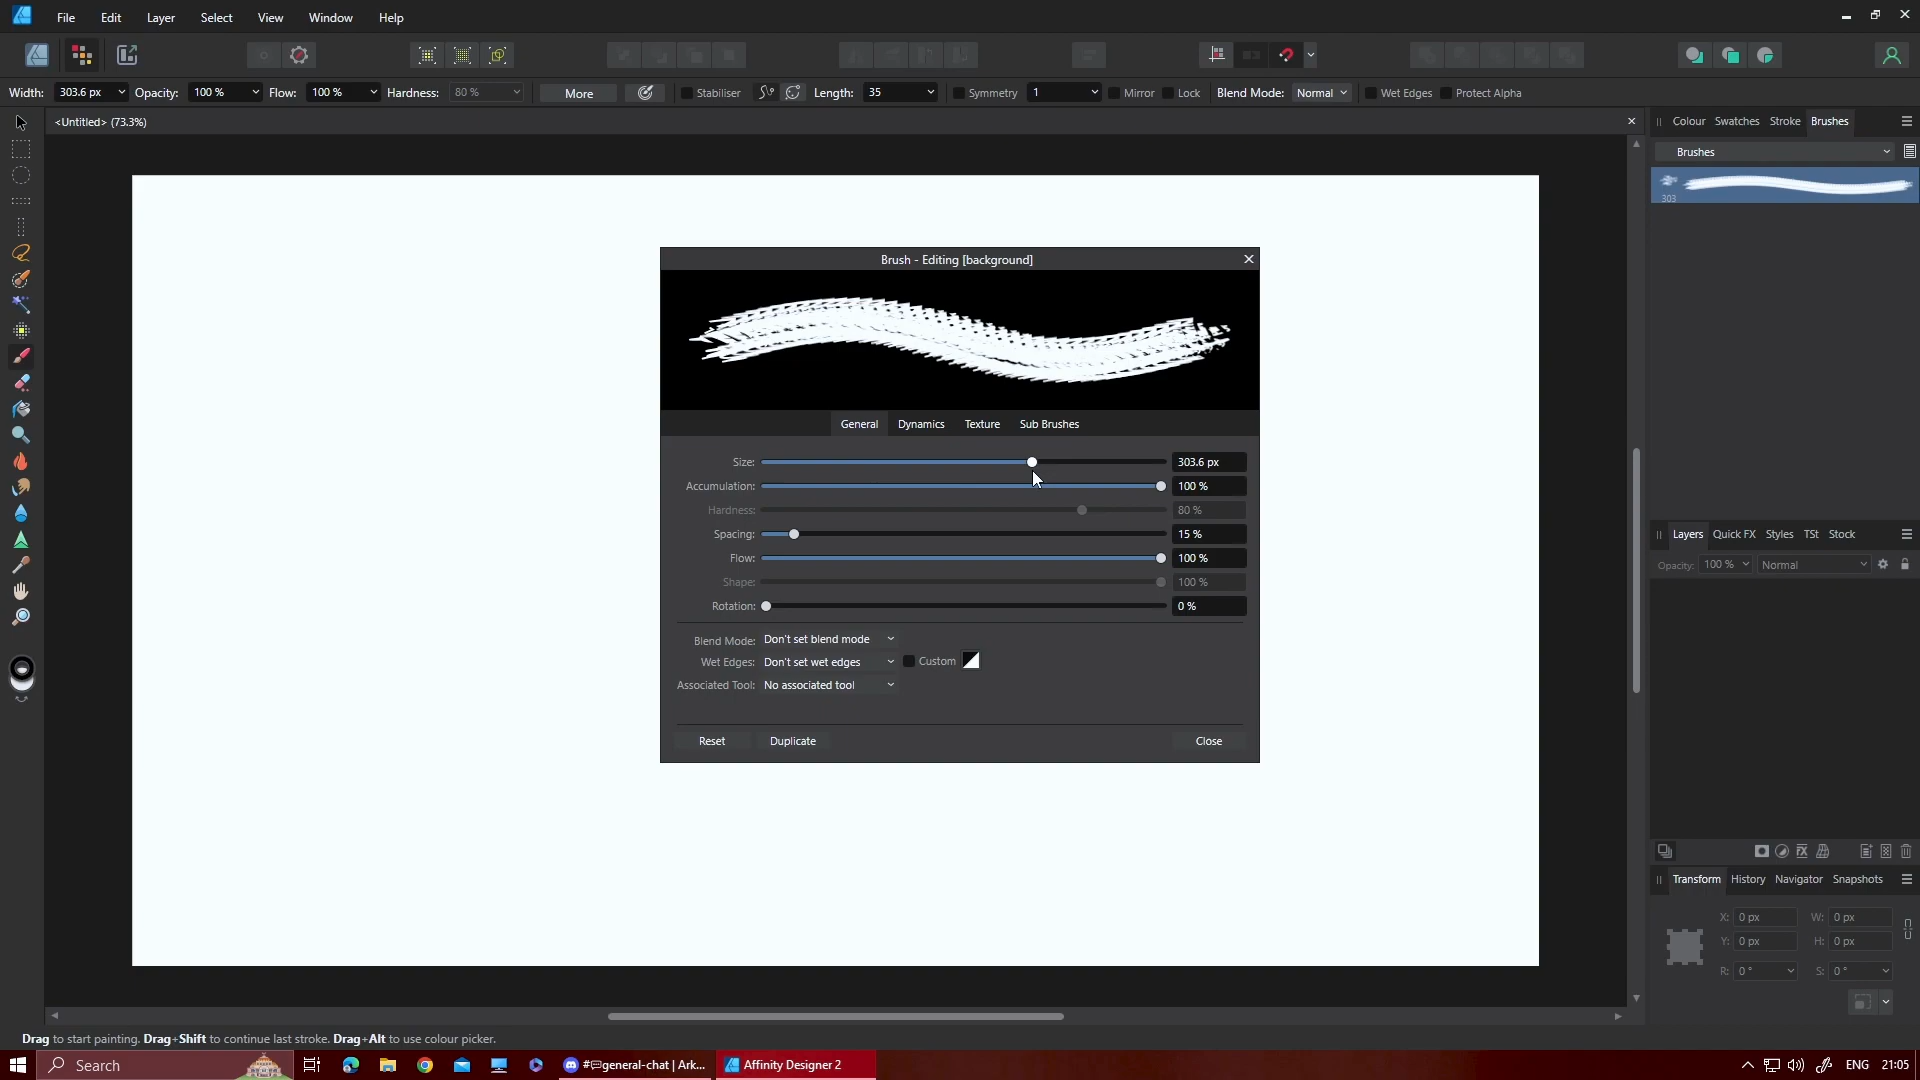 File Edit Layer Select View Window Help
Width: 303.6 px Opacity: 100 % Flow: 100 % Hardness: 80 % More Stabiliser Length: 35 Symmetry 1 Mirror Lock Blend Mode: Normal Wet Edges Protect Alpha
<Untitled> (73.3%)
Colour Swatches Stroke Brushes
Brushes
303
Brush - Editing [background]
General Dynamics Texture Sub Brushes
Size: 303.6 px
Accumulation: 100 %
Hardness: 80 %
Spacing: 15 %
Flow: 100 %
Shape: 100 %
Rotation: 0 %
Blend Mode: Don't set blend mode
Wet Edges: Don't set wet edges Custom
Associated Tool: No associated tool
Reset Duplicate Close
Layers Quick FX Styles TSt Stock
Opacity: 100 % Normal
Transform History Navigator Snapshots
X: 0 px W: 0 px
Y: 0 px H: 0 px
R: 0 ° S: 0 °
Drag to start painting. Drag+Shift to continue last stroke. Drag+Alt to use colour picker.
Search #general-chat | Ark... Affinity Designer 2 ENG 21:05